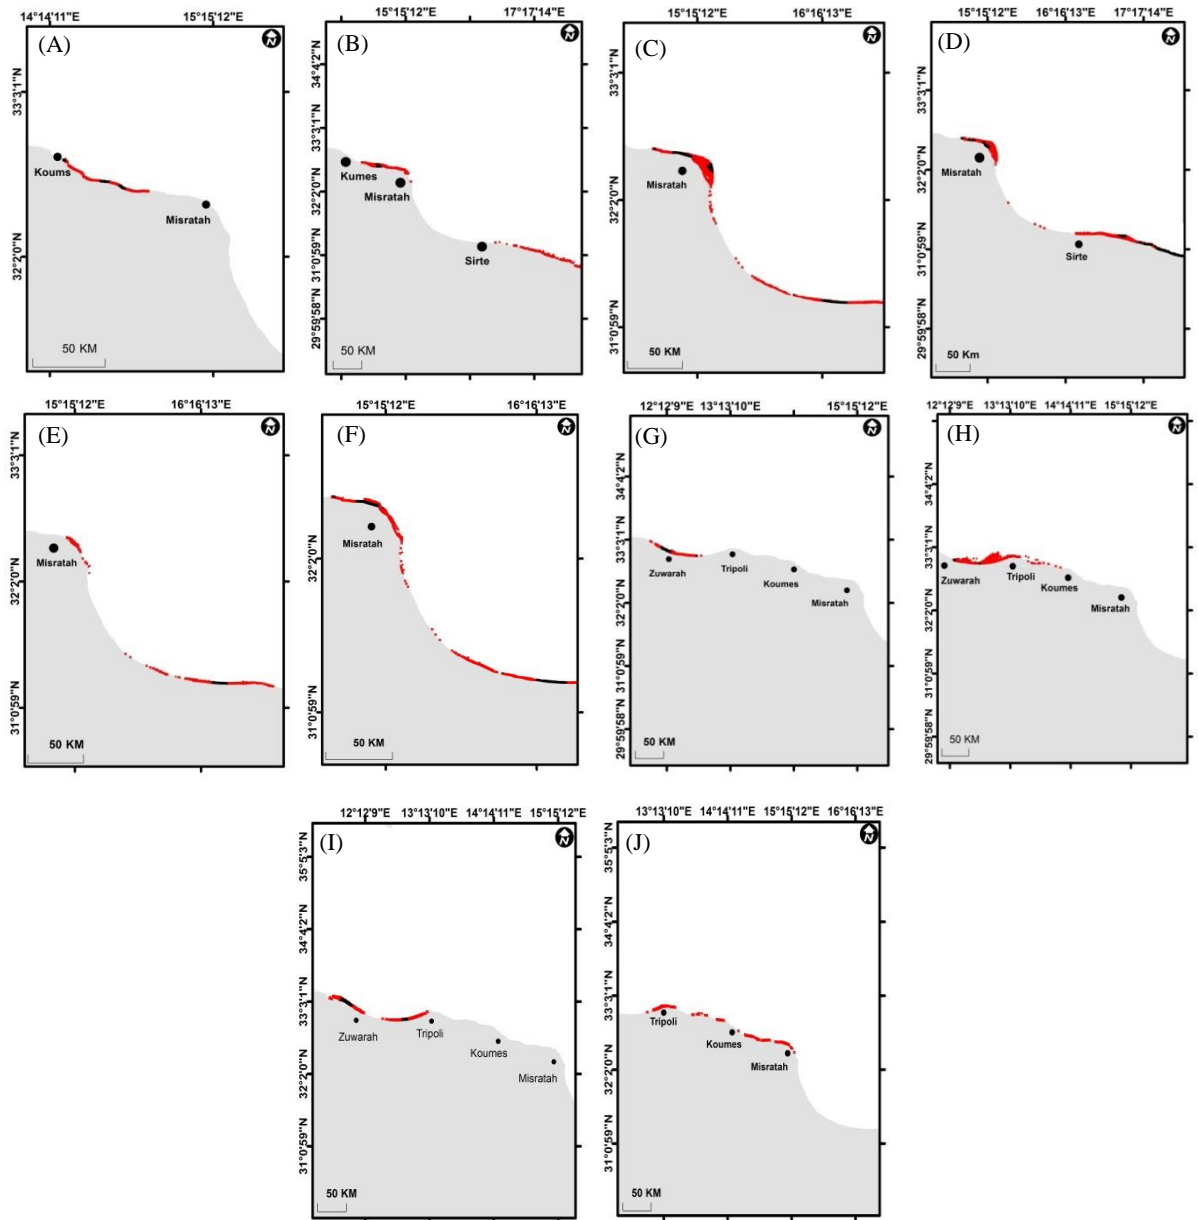 14°14'11"E 15°15'12"E
(A)
N
33°3'1"N
32°2'0"N
Koums
Misratah
50 KM
15°15'12"E 17°17'14"E
(B)
N
34°4'2"N
33°3'1"N
32°2'0"N
31°0'59"N
29°59'58"N
Kumes
Misratah
Sirte
50 KM
15°15'12"E 16°16'13"E
(C)
N
33°3'1"N
32°2'0"N
31°0'59"N
Misratah
50 KM
15°15'12"E 16°16'13"E 17°17'14"E
(D)
N
33°3'1"N
32°2'0"N
31°0'59"N
29°59'58"N
Misratah
Sirte
50 Km
15°15'12"E 16°16'13"E
(E)
N
33°3'1"N
32°2'0"N
31°0'59"N
Misratah
50 KM
15°15'12"E 16°16'13"E
(F)
N
32°2'0"N
31°0'59"N
Misratah
50 KM
12°12'9"E 13°13'10"E 15°15'12"E
(G)
N
34°4'2"N
33°3'1"N
32°2'0"N
31°0'59"N
29°59'58"N
Zuwarah
Tripoli
Koumes
Misratah
50 KM
12°12'9"E 13°13'10"E 14°14'11"E 15°15'12"E
(H)
N
34°4'2"N
33°3'1"N
32°2'0"N
31°0'59"N
29°59'58"N
Zuwarah
Tripoli
Koumes
Misratah
50 KM
12°12'9"E 13°13'10"E 14°14'11"E 15°15'12"E
(I)
N
35°5'3"N
34°4'2"N
33°3'1"N
32°2'0"N
31°0'59"N
Zuwarah
Tripoli
Koumes
Misratah
50 KM
13°13'10"E 14°14'11"E 15°15'12"E 16°16'13"E
(J)
N
35°5'3"N
34°4'2"N
33°3'1"N
32°2'0"N
31°0'59"N
Tripoli
Koumes
Misratah
50 KM